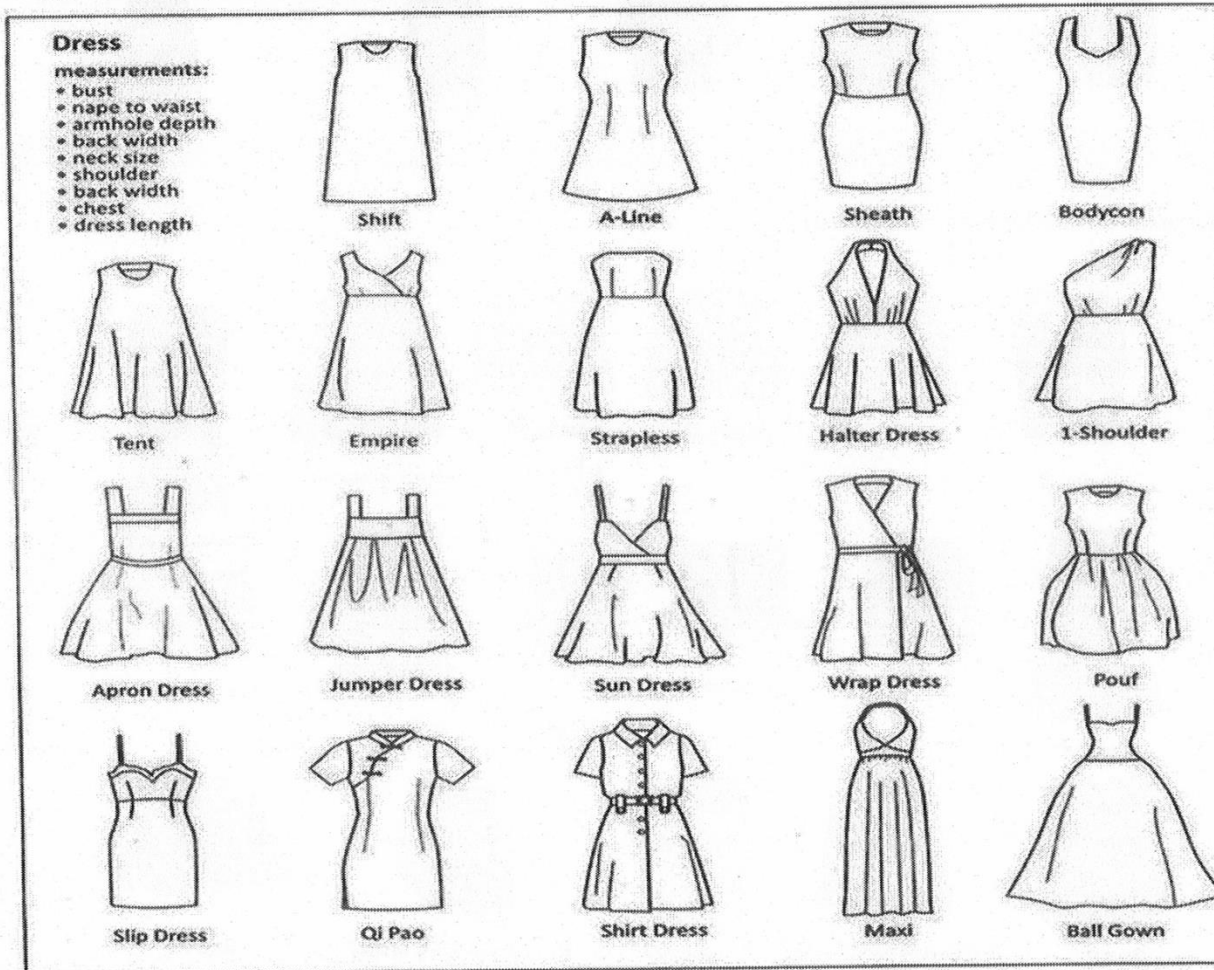 Dress
measurements:
• bust
• nape to waist
• armhole depth
• back width
• neck size
• shoulder
• back width
• chest
• dress length
Shift
A-Line
Sheath
Bodycon
Tent
Empire
Strapless
Halter Dress
1-Shoulder
Apron Dress
Jumper Dress
Sun Dress
Wrap Dress
Pouf
Slip Dress
Qi Pao
Shirt Dress
Maxi
Ball Gown